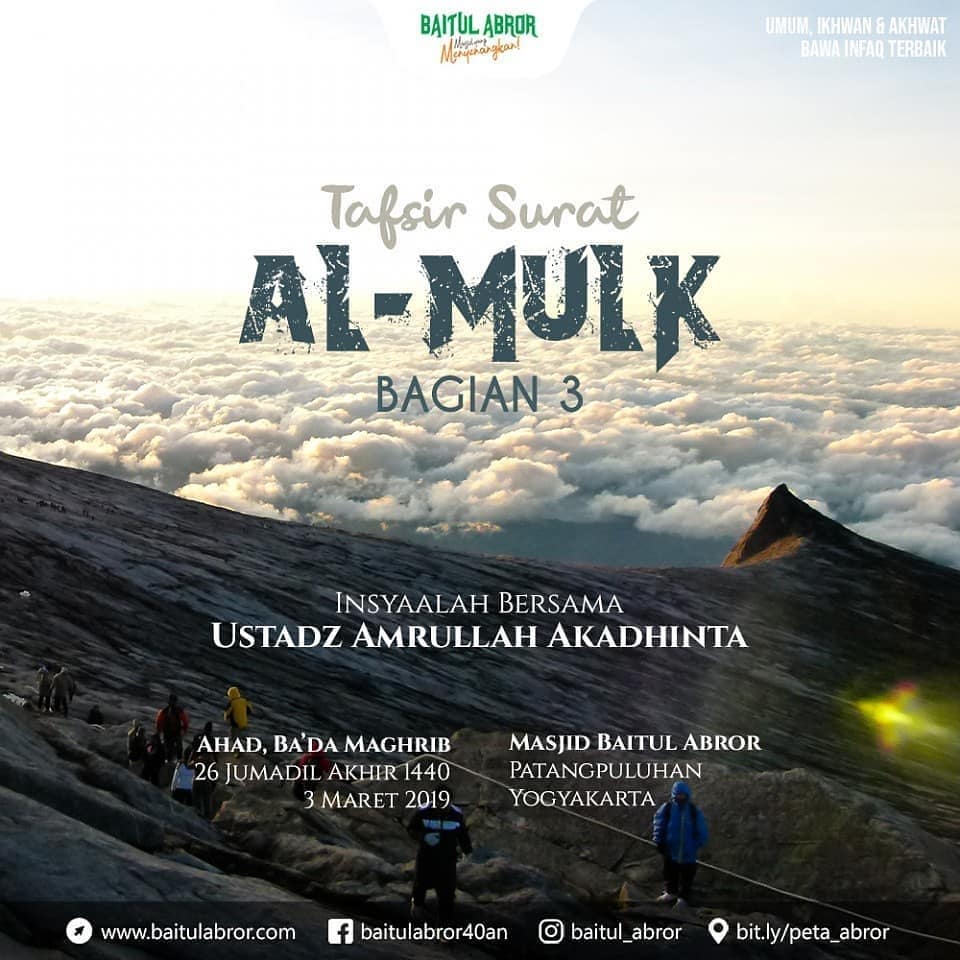 BAITUL ABROR
Masjid yang
Menyenangkan!
UMUM, IKHWAN & AKHWAT
BAWA INFAQ TERBAIK
Tafsir Surat
AL-MULK
BAGIAN 3
INSYAALAH BERSAMA
USTADZ AMRULLAH AKADHINTA
AHAD, BA'DA MAGHRIB
26 JUMADIL AKHIR 1440
3 MARET 2019
MASJID BAITUL ABROR
PATANGPULUHAN
YOGYAKARTA
www.baitulabror.com
baitulabror40an
baitul_abror
bit.ly/peta_abror